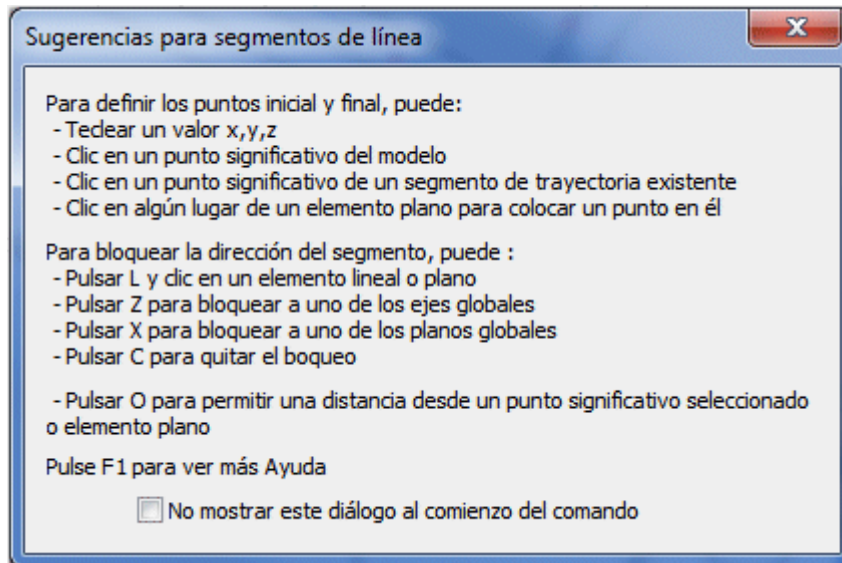 Sugerencias para segmentos de línea
Para definir los puntos inicial y final, puede:
- Teclear un valor x,y,z
- Clic en un punto significativo del modelo
- Clic en un punto significativo de un segmento de trayectoria existente
- Clic en algún lugar de un elemento plano para colocar un punto en él
Para bloquear la dirección del segmento, puede :
- Pulsar L y clic en un elemento lineal o plano
- Pulsar Z para bloquear a uno de los ejes globales
- Pulsar X para bloquear a uno de los planos globales
- Pulsar C para quitar el boqueo
- Pulsar O para permitir una distancia desde un punto significativo seleccionado
o elemento plano
Pulse F1 para ver más Ayuda
No mostrar este diálogo al comienzo del comando